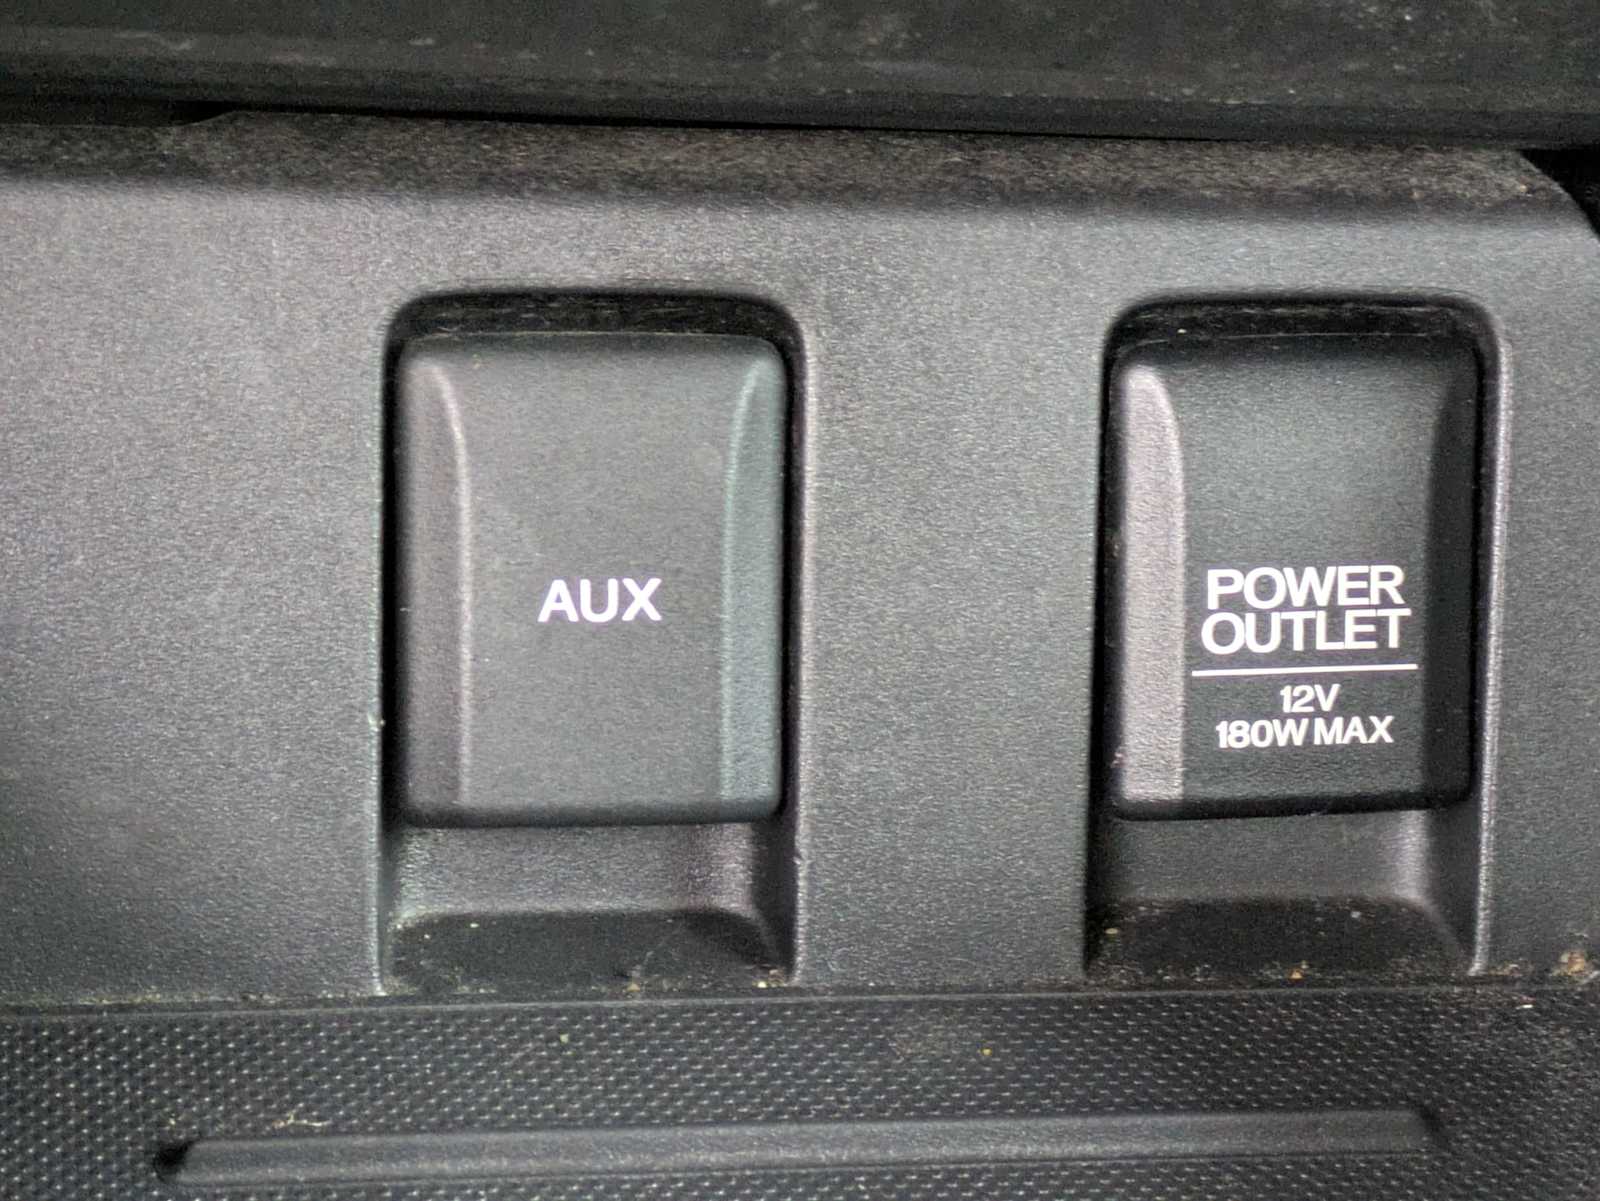 AUX
POWER
OUTLET
12V
180W MAX